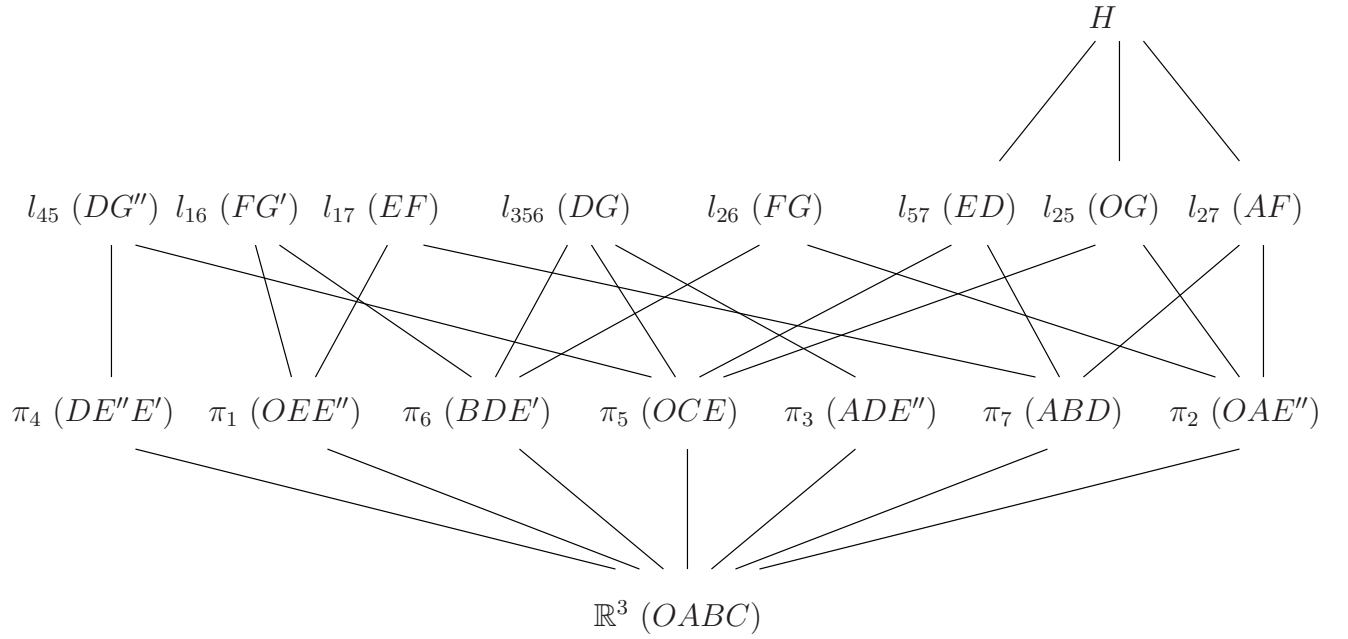 H
l₄₅ (DG″) l₁₆ (FG′) l₁₇ (EF) l₃₅₆ (DG) l₂₆ (FG) l₅₇ (ED) l₂₅ (OG) l₂₇ (AF)
π₄ (DE″E′) π₁ (OEE″) π₆ (BDE′) π₅ (OCE) π₃ (ADE″) π₇ (ABD) π₂ (OAE″)
ℝ³ (OABC)